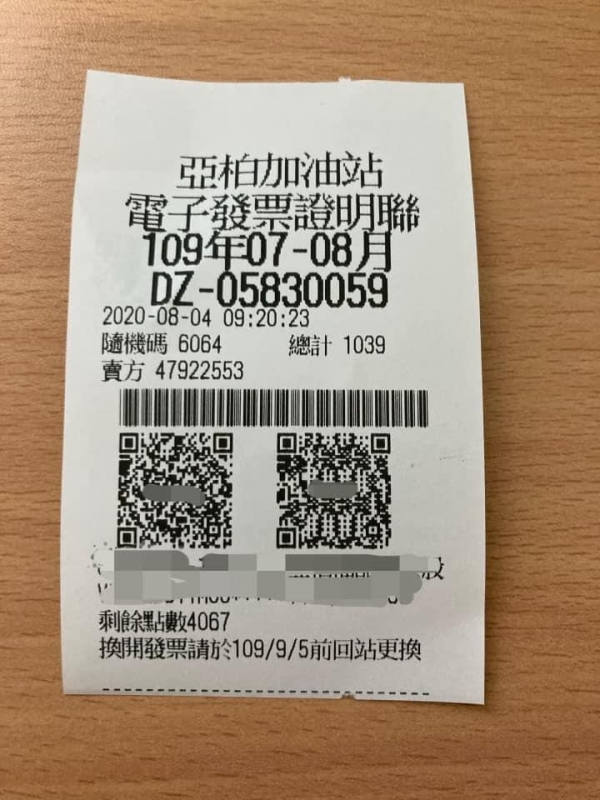 亞柏加油站
電子發票證明聯
109年07-08月
DZ-05830059
2020-08-04 09:20:23
隨機碼 6064 總計 1039
賣方 47922553
剩餘點數4067
換開發票請於109/9/5前回站更換